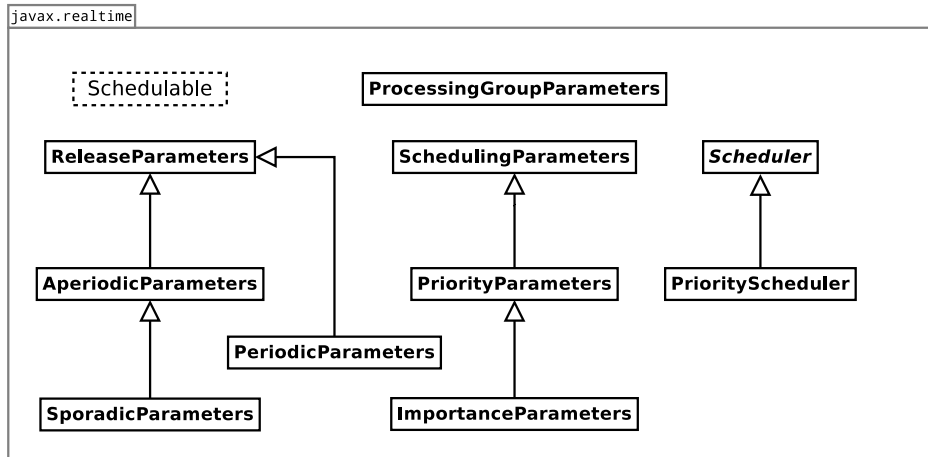 javax.realtime
Schedulable
ProcessingGroupParameters
ReleaseParameters
SchedulingParameters
Scheduler
AperiodicParameters
PriorityParameters
PriorityScheduler
PeriodicParameters
SporadicParameters
ImportanceParameters